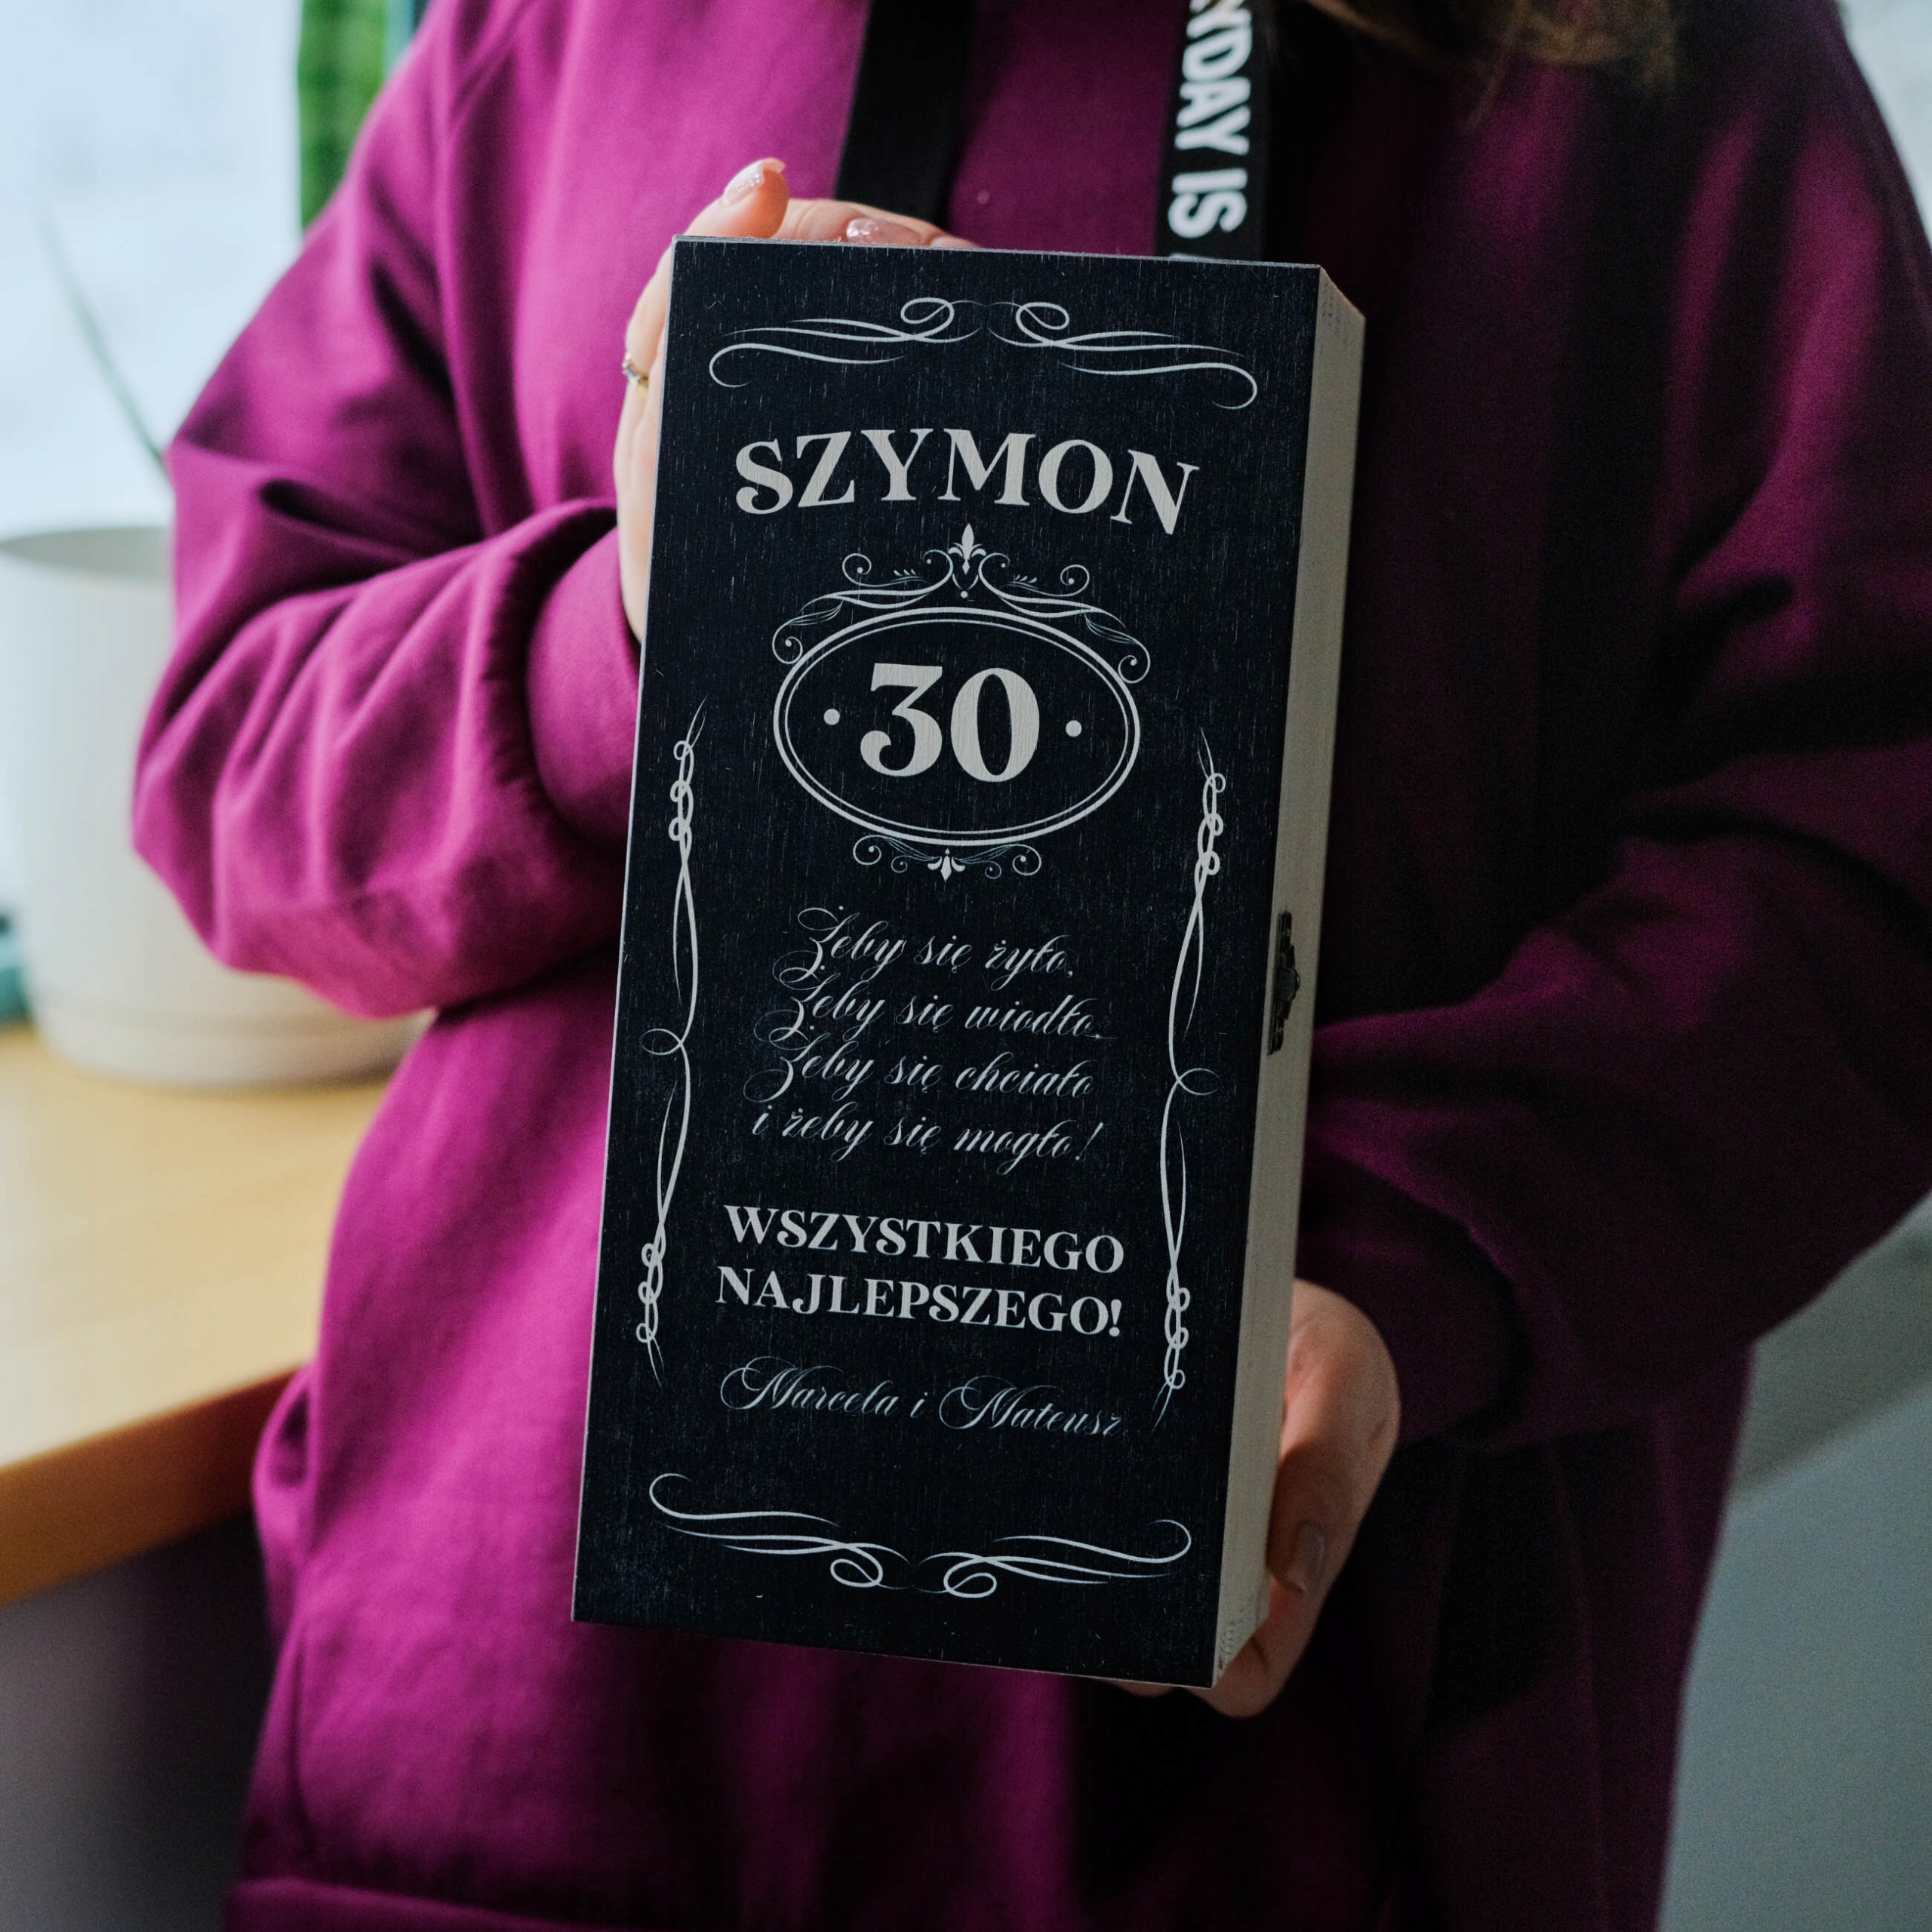 YDAY IS
SZYMON
30
Żeby się żyło,
Żeby się wiodło,
Żeby się chciało
i żeby się mogło!
WSZYSTKIEGO
NAJLEPSZEGO!
Marcela i Mateusz